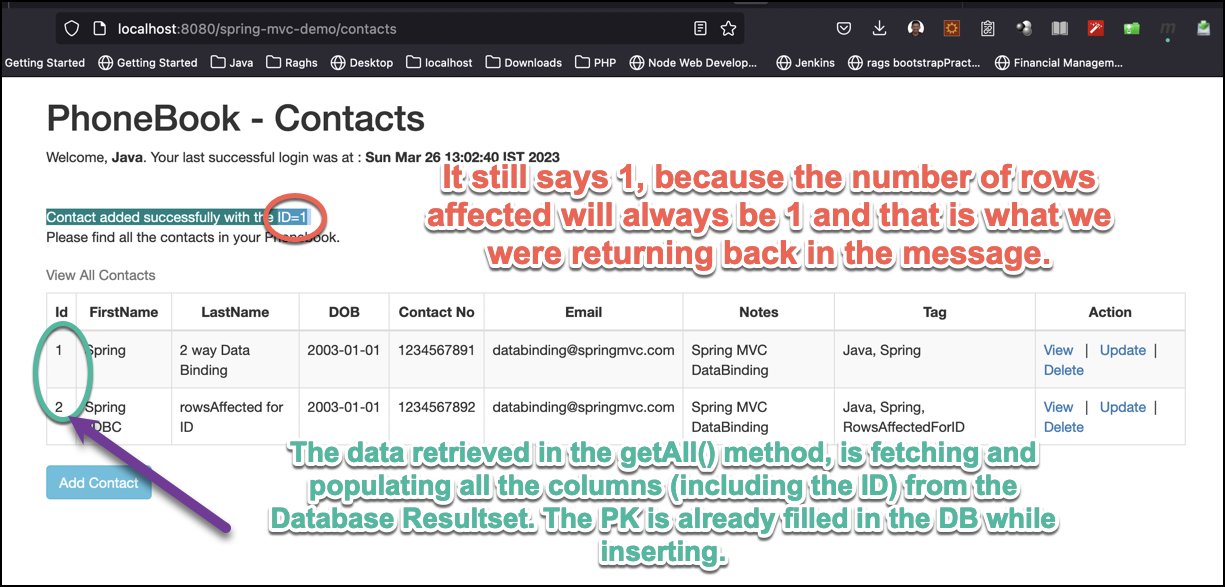 localhost:8080/spring-mvc-demo/contacts
Getting Started Getting Started Java Raghs Desktop localhost Downloads PHP Node Web Develop... Jenkins rags bootstrapPract... Financial Managem...
PhoneBook - Contacts
Welcome, Java. Your last successful login was at : Sun Mar 26 13:02:40 IST 2023
It still says 1, because the number of rows
affected will always be 1 and that is what we
were returning back in the message.
Contact added successfully with the ID=1
Please find all the contacts in your Phonebook.
View All Contacts
Id FirstName LastName DOB Contact No Email Notes Tag Action
1 Spring 2 way Data 2003-01-01 1234567891 databinding@springmvc.com Spring MVC Java, Spring View | Update |
Binding DataBinding Delete
2 Spring rowsAffected for 2003-01-01 1234567892 databinding@springmvc.com Spring MVC Java, Spring, View | Update |
DBC ID DataBinding RowsAffectedForID Delete
The data retrieved in the getAll() method, is fetching and
populating all the columns (including the ID) from the
Database Resultset. The PK is already filled in the DB while
inserting.
Add Contact